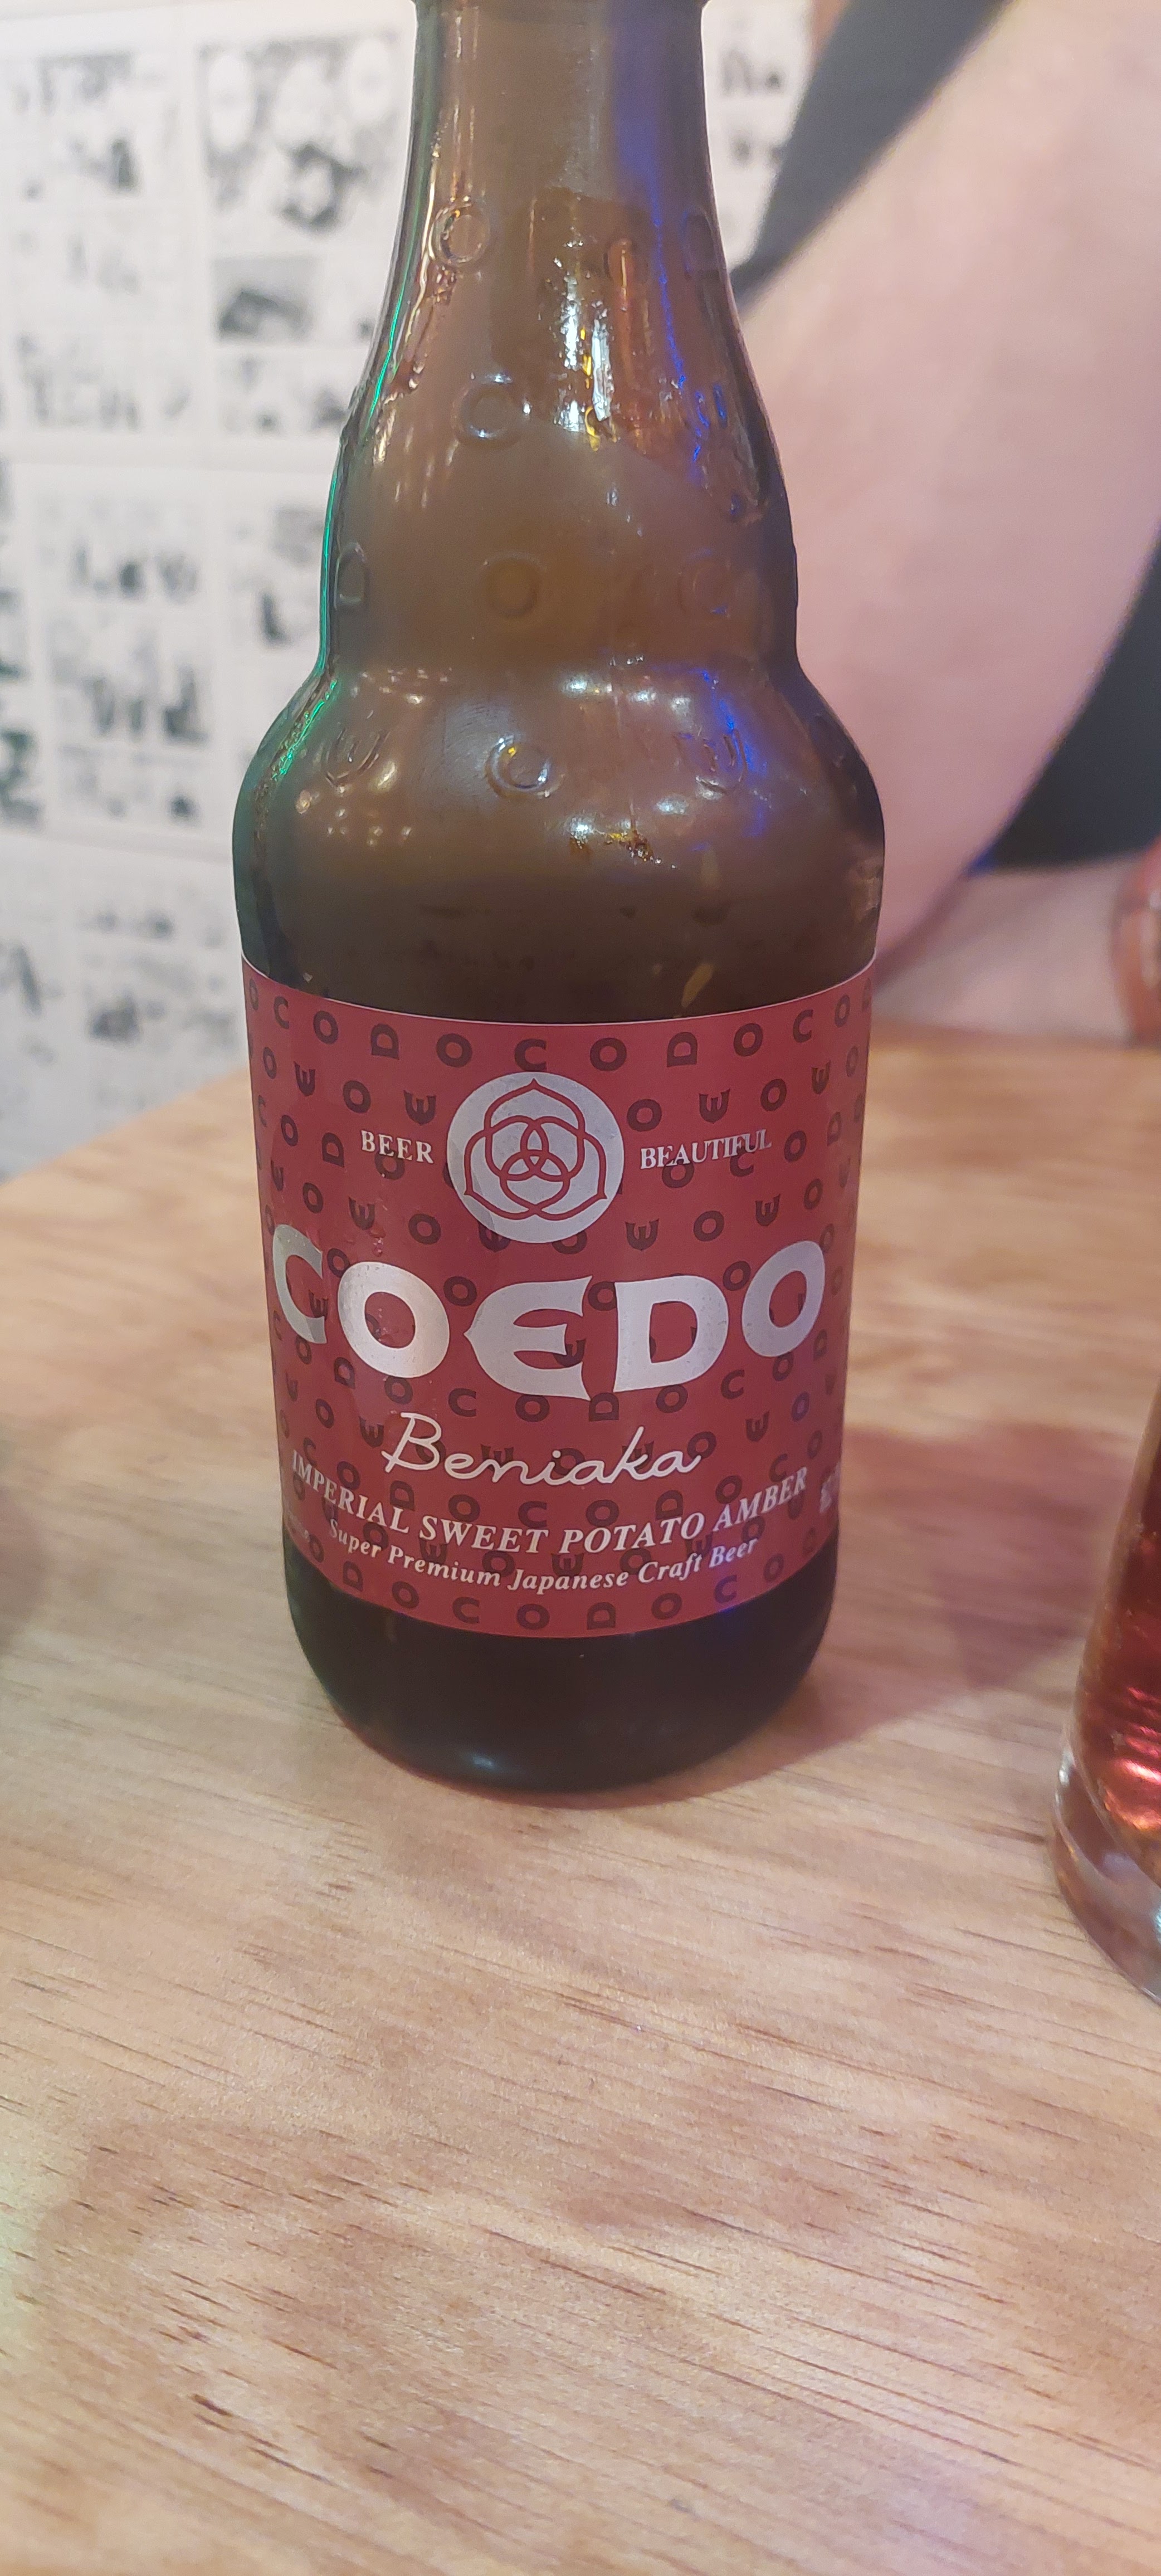 BEER BEAUTIFUL
COEDO
Beniaka
IMPERIAL SWEET POTATO AMBER
Super Premium Japanese Craft Beer